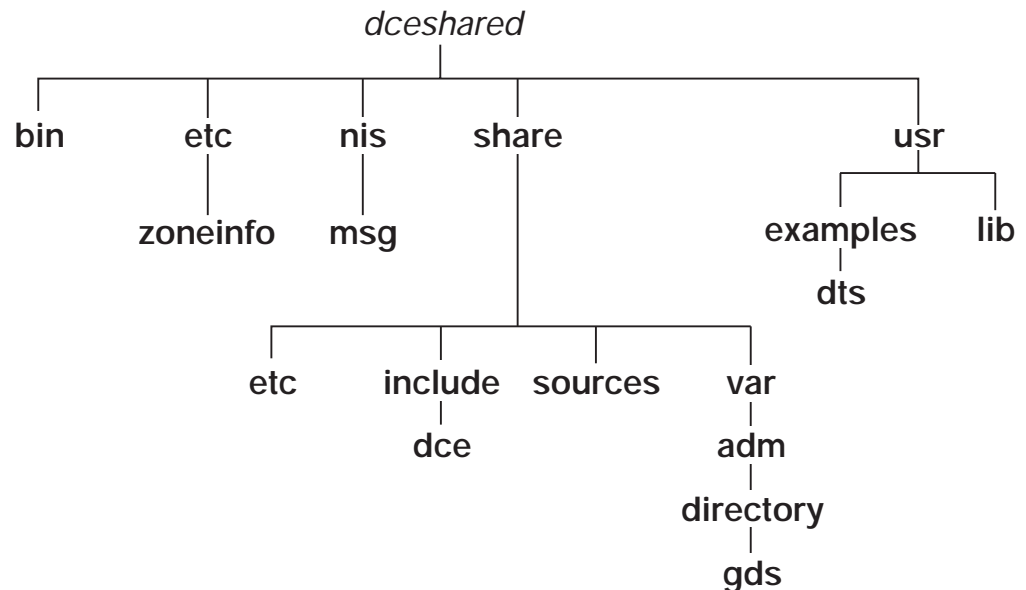 dceshared
bin etc nis share usr
zoneinfo msg examples lib
dts
etc include sources var
dce adm
directory
gds